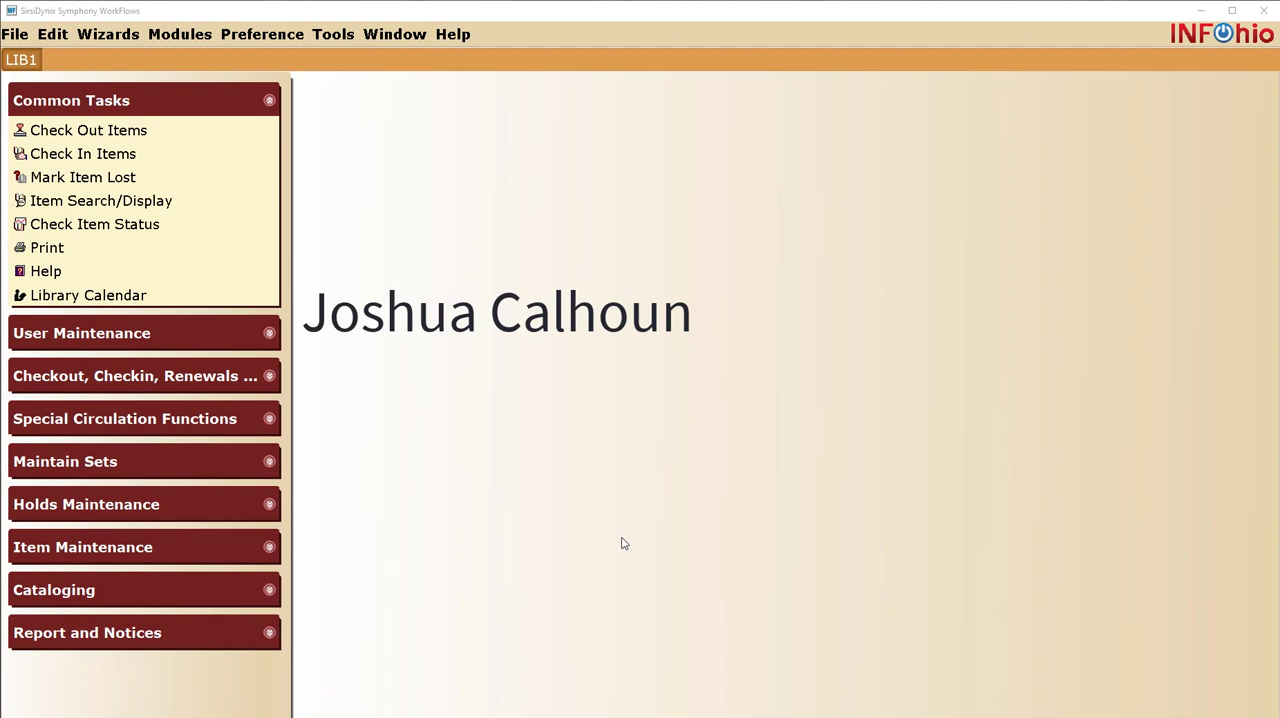 SirsiDynix Symphony WorkFlows
File Edit Wizards Modules Preference Tools Window Help
INFOhio
LIB1
Common Tasks
Check Out Items
Check In Items
Mark Item Lost
Item Search/Display
Check Item Status
Print
Help
Library Calendar
User Maintenance
Checkout, Checkin, Renewals ...
Special Circulation Functions
Maintain Sets
Holds Maintenance
Item Maintenance
Cataloging
Report and Notices
Joshua Calhoun